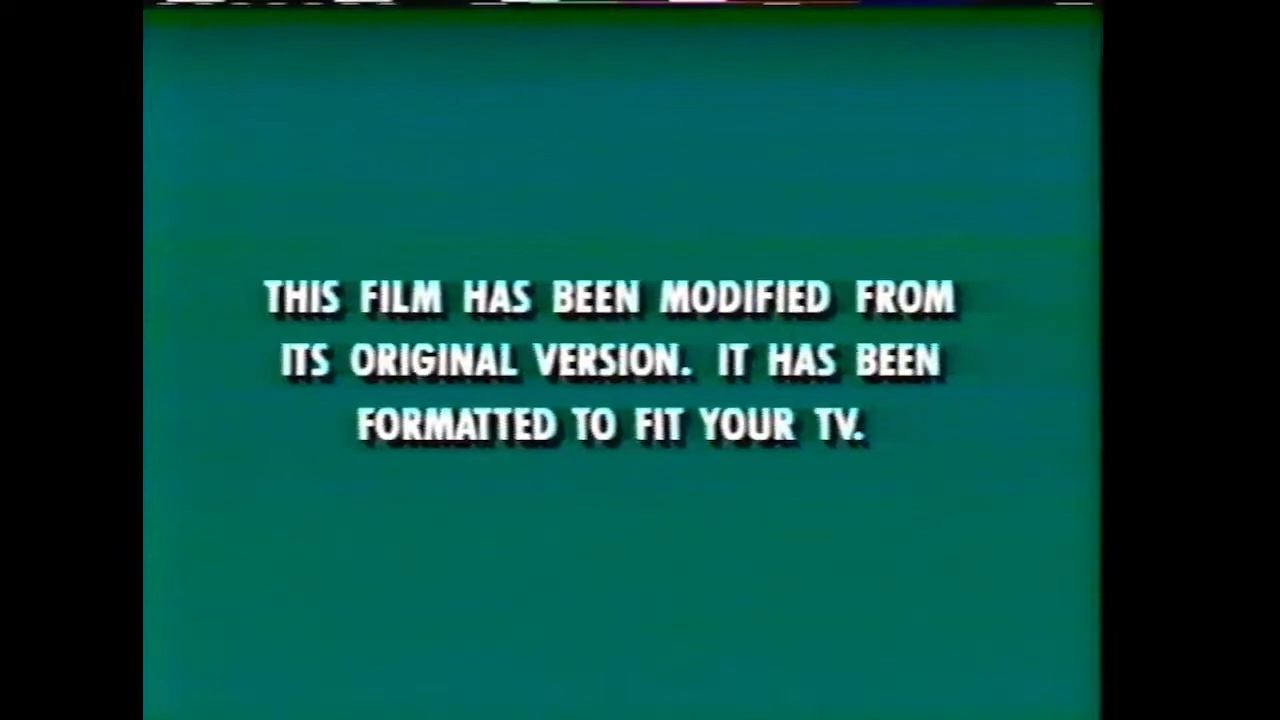 THIS FILM HAS BEEN MODIFIED FROM
ITS ORIGINAL VERSION. IT HAS BEEN
FORMATTED TO FIT YOUR TV.